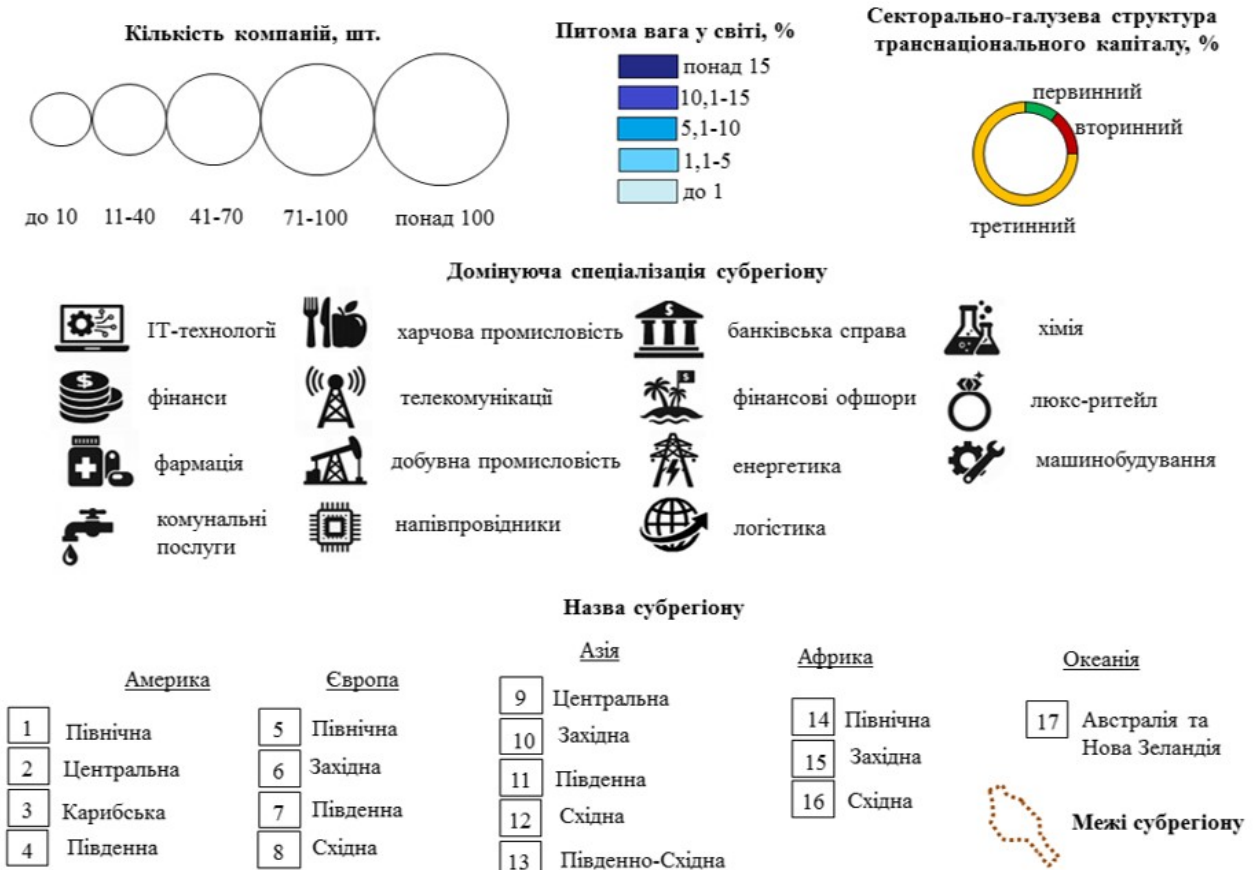 Кількість компаній, шт.
до 10
11-40
41-70
71-100
понад 100
Питома вага у світі, %
понад 15
10,1-15
5,1-10
1,1-5
до 1
Секторально-галузева структура
транснаціонального капіталу, %
первинний
вторинний
третинний
Домінуюча спеціалізація субрегіону
ІТ-технології
харчова промисловість
банківська справа
хімія
фінанси
телекомунікації
фінансові офшори
люкс-ритейл
фармація
добувна промисловість
енергетика
машинобудування
комунальні
послуги
напівпровідники
логістика
Назва субрегіону
Америка
1 Північна
2 Центральна
3 Карибська
4 Південна
Європа
5 Північна
6 Західна
7 Південна
8 Східна
Азія
9 Центральна
10 Західна
11 Південна
12 Східна
13 Південно-Східна
Африка
14 Північна
15 Західна
16 Східна
Океанія
17 Австралія та
Нова Зеландія
Межі субрегіону